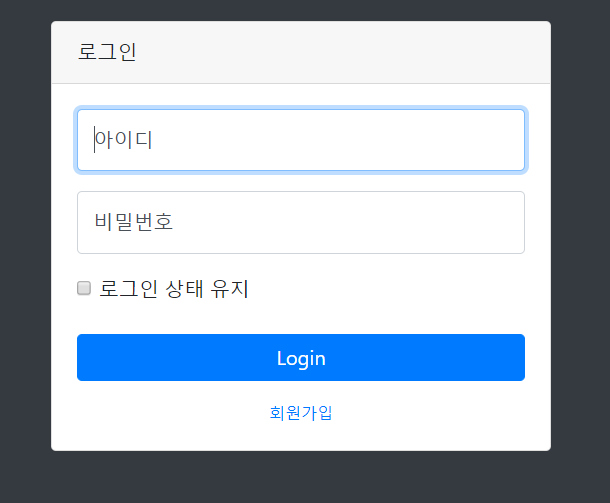 로그인
아이디
비밀번호
로그인 상태 유지
Login
회원가입